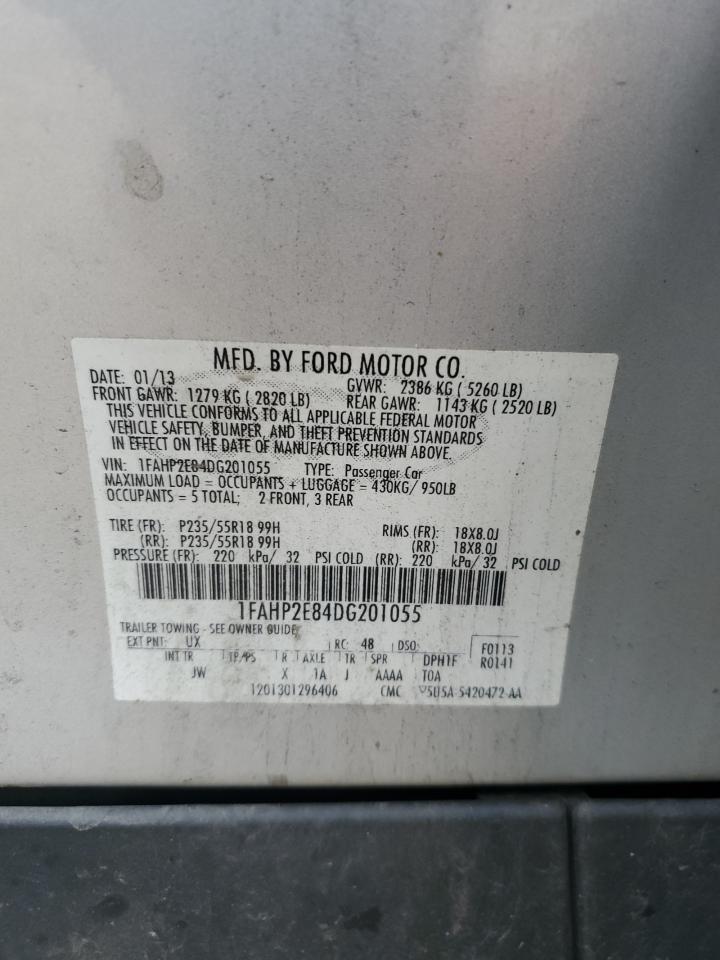 MFD. BY FORD MOTOR CO.
DATE: 01/13 GVWR: 2386 KG ( 5260 LB)
FRONT GAWR: 1279 KG ( 2820 LB) REAR GAWR: 1143 KG ( 2520 LB)
THIS VEHICLE CONFORMS TO ALL APPLICABLE FEDERAL MOTOR
VEHICLE SAFETY, BUMPER, AND THEFT PREVENTION STANDARDS
IN EFFECT ON THE DATE OF MANUFACTURE SHOWN ABOVE.
VIN: 1FAHP2E84DG201055 TYPE: Passenger Car
MAXIMUM LOAD = OCCUPANTS + LUGGAGE = 430KG/ 950LB
OCCUPANTS = 5 TOTAL; 2 FRONT, 3 REAR
TIRE (FR): P235/55R18 99H RIMS (FR): 18X8.0J
(RR): P235/55R18 99H (RR): 18X8.0J
PRESSURE (FR): 220 kPa/ 32 PSI COLD (RR): 220 kPa/ 32 PSI COLD
1FAHP2E84DG201055
TRAILER TOWING - SEE OWNER GUIDE
EXT PNT: UX RC: 48 DSO: F0113
INT TR TP/PS R AXLE TR SPR DPH1F R0141
JW X 1A J AAAA TOA
1201301296406 CMC 5U5A-5420472-AA